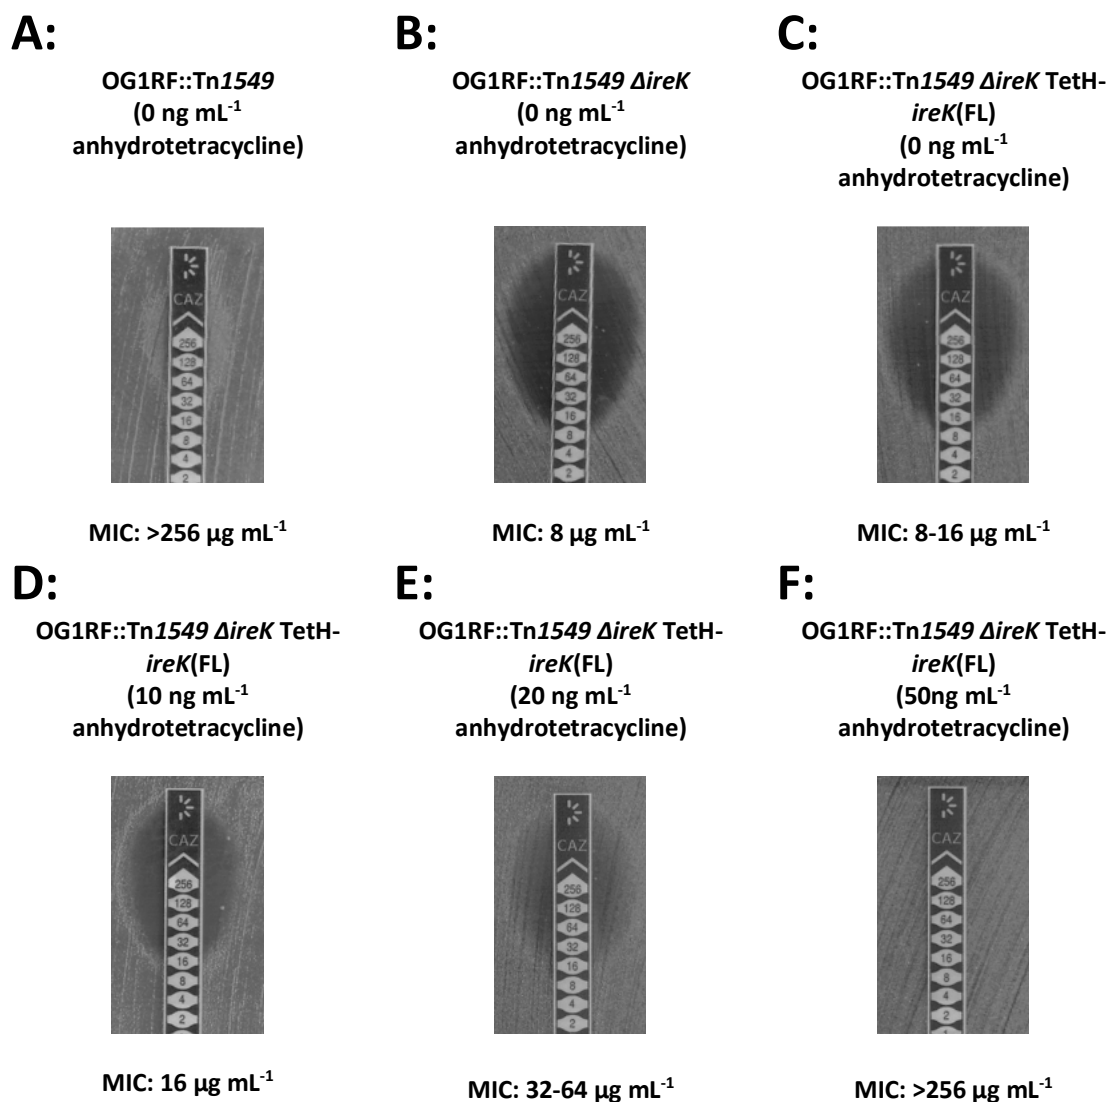 A:
OG1RF::Tn1549
(0 ng mL⁻¹
anhydrotetracycline)
CAZ
256
128
64
32
16
8
4
2
MIC: >256 µg mL⁻¹
B:
OG1RF::Tn1549 ΔireK
(0 ng mL⁻¹
anhydrotetracycline)
CAZ
256
128
64
32
16
8
4
2
MIC: 8 µg mL⁻¹
C:
OG1RF::Tn1549 ΔireK TetH-
ireK(FL)
(0 ng mL⁻¹
anhydrotetracycline)
CAZ
256
128
64
32
16
8
4
2
MIC: 8-16 µg mL⁻¹
D:
OG1RF::Tn1549 ΔireK TetH-
ireK(FL)
(10 ng mL⁻¹
anhydrotetracycline)
CAZ
256
128
64
32
16
8
4
2
MIC: 16 µg mL⁻¹
E:
OG1RF::Tn1549 ΔireK TetH-
ireK(FL)
(20 ng mL⁻¹
anhydrotetracycline)
CAZ
256
128
64
32
16
8
4
2
MIC: 32-64 µg mL⁻¹
F:
OG1RF::Tn1549 ΔireK TetH-
ireK(FL)
(50ng mL⁻¹
anhydrotetracycline)
CAZ
256
128
64
32
16
8
4
2
MIC: >256 µg mL⁻¹